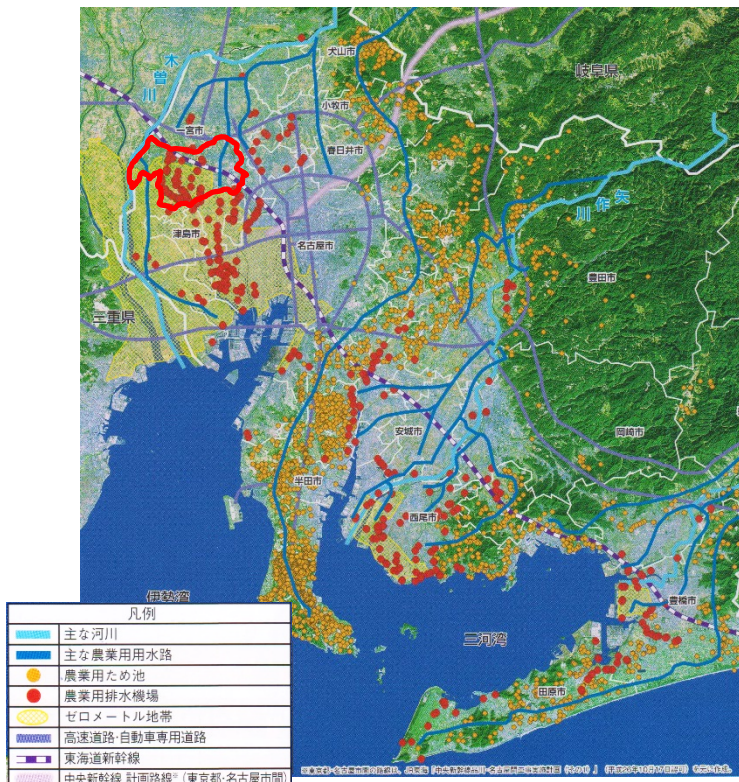 犬山市
岐阜県
木曽川
小牧市
一宮市
春日井市
矢作川
津島市
名古屋市
豊田市
三重県
安城市
岡崎市
半田市
西尾市
伊勢湾
豊橋市
三河湾
田原市
凡例
主な河川
主な農業用用水路
農業用ため池
農業用排水機場
ゼロメートル地帯
高速道路・自動車専用道路
東海道新幹線
中央新幹線 計画路線※(東京都・名古屋市間)